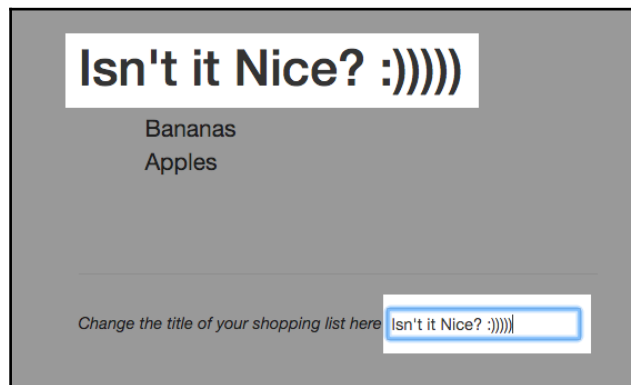 Isn't it Nice? :)))))
Bananas
Apples
Change the title of your shopping list here Isn't it Nice? :)))))